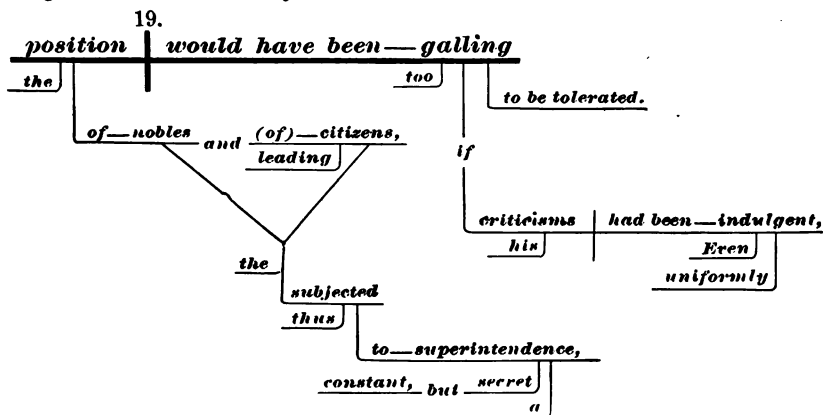 19.
position would have been—galling
the too
to be tolerated.
of—nobles and (of)—citizens,
leading
if
criticisms had been—indulgent,
his Even
the uniformly
subjected
thus
to—superintendence,
constant, but secret
a